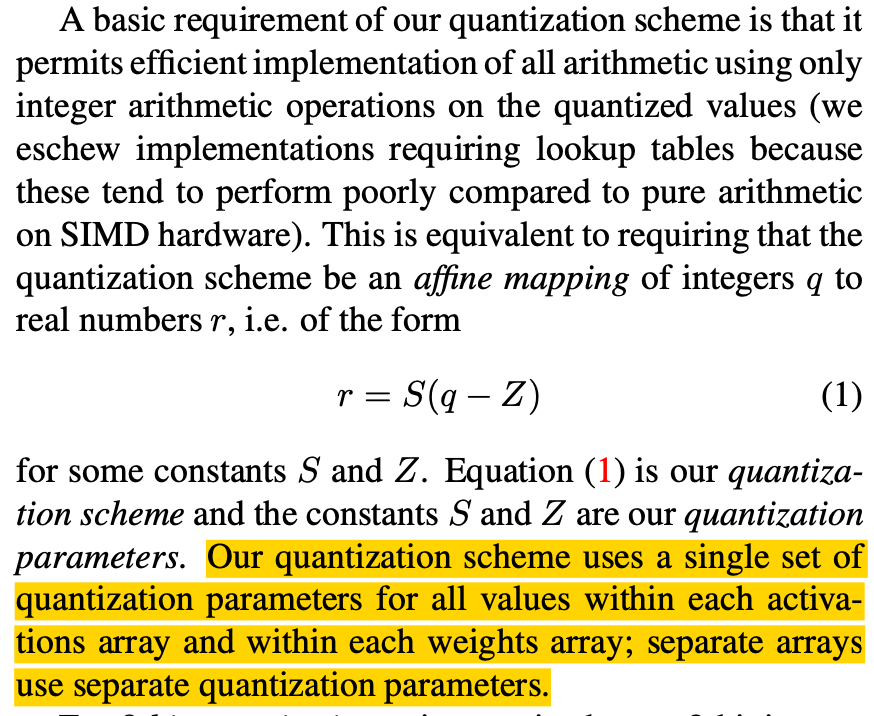 A basic requirement of our quantization scheme is that it
permits efficient implementation of all arithmetic using only
integer arithmetic operations on the quantized values (we
eschew implementations requiring lookup tables because
these tend to perform poorly compared to pure arithmetic
on SIMD hardware). This is equivalent to requiring that the
quantization scheme be an affine mapping of integers q to
real numbers r, i.e. of the form
r = S(q − Z) (1)
for some constants S and Z. Equation (1) is our quantiza-
tion scheme and the constants S and Z are our quantization
parameters. Our quantization scheme uses a single set of
quantization parameters for all values within each activa-
tions array and within each weights array; separate arrays
use separate quantization parameters.